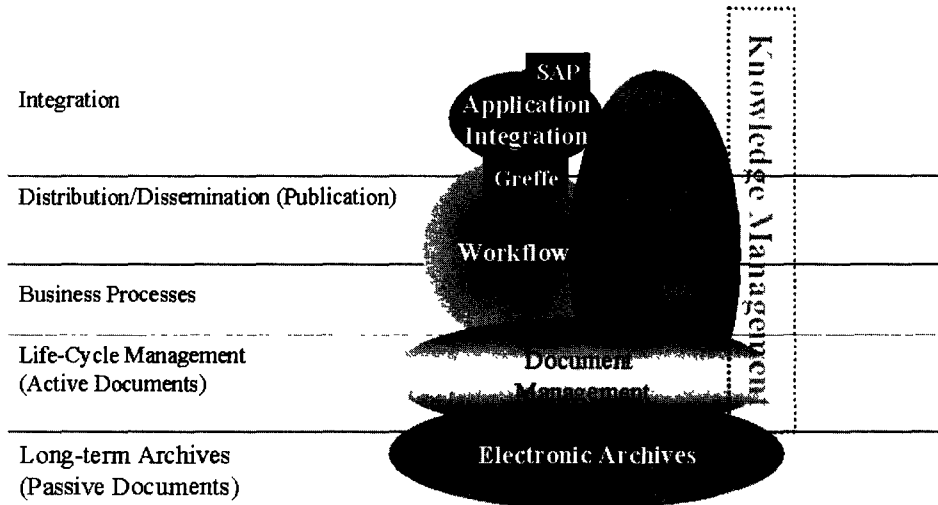 Integration
Distribution/Dissemination (Publication)
Business Processes
Life-Cycle Management
(Active Documents)
Long-term Archives
(Passive Documents)
SAP
Application
Integration
Greffe
Workflow
Document
Management
Electronic Archives
Knowledge Management